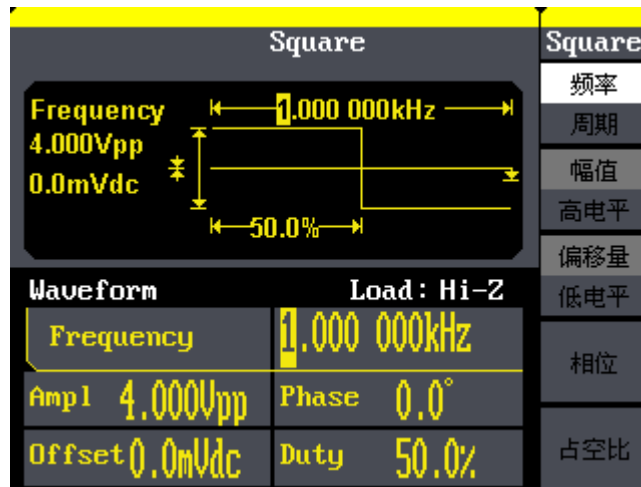 Square
Square
Frequency
1.000 000kHz
4.000Vpp
0.0mVdc
50.0%
Waveform
Load: Hi-Z
Frequency
1.000 000kHz
Ampl 4.000Vpp
Phase 0.0°
Offset 0.0mVdc
Duty 50.0%
频率
周期
幅值
高电平
偏移量
低电平
相位
占空比